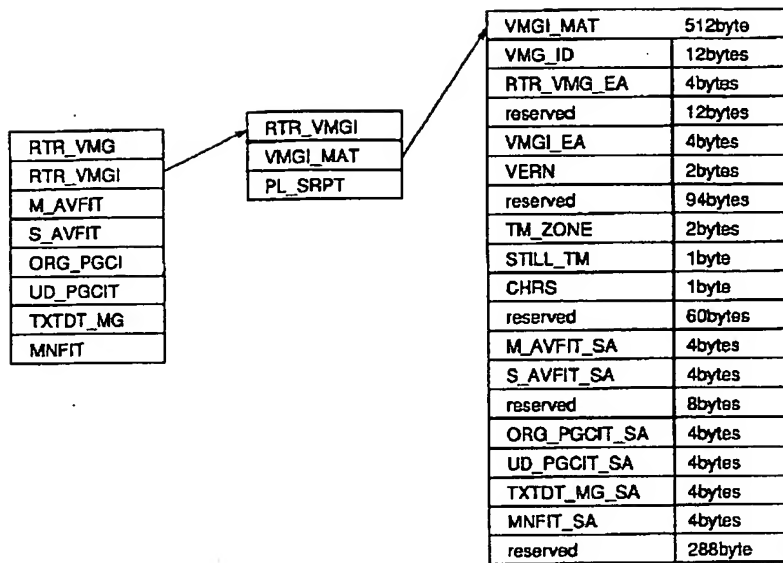 RTR_VMG
RTR_VMGI
M_AVFIT
S_AVFIT
ORG_PGCI
UD_PGCIT
TXTDT_MG
MNFIT
RTR_VMGI
VMGI_MAT
PL_SRPT
VMGI_MAT 512byte
VMG_ID 12bytes
RTR_VMG_EA 4bytes
reserved 12bytes
VMGI_EA 4bytes
VERN 2bytes
reserved 94bytes
TM_ZONE 2bytes
STILL_TM 1byte
CHRS 1byte
reserved 60bytes
M_AVFIT_SA 4bytes
S_AVFIT_SA 4bytes
reserved 8bytes
ORG_PGCIT_SA 4bytes
UD_PGCIT_SA 4bytes
TXTDT_MG_SA 4bytes
MNFIT_SA 4bytes
reserved 288byte